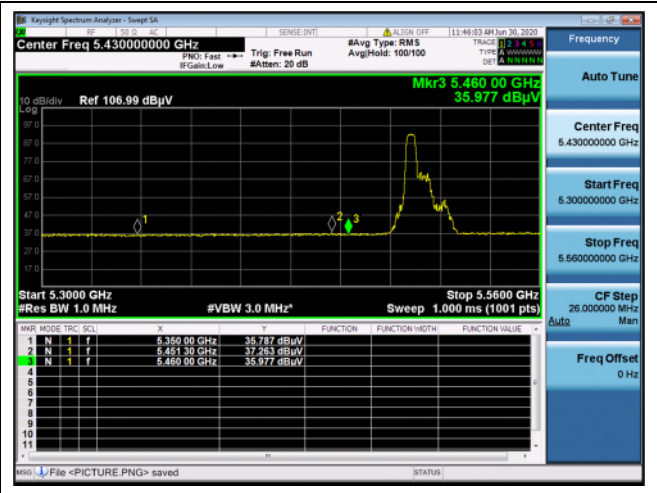 Keysight Spectrum Analyzer - Swept SA
RF 50 Ω AC SENSE:INT ALIGN OFF 11:46:03 AM Jun 30, 2020
Center Freq 5.430000000 GHz
PNO: Fast
IFGain:Low
Trig: Free Run
#Atten: 20 dB
#Avg Type: RMS
Avg|Hold: 100/100
TRACE 1 2 3 4 5 6
TYPE A WWWWW
DET A N N N N N
Mkr3 5.460 00 GHz
35.977 dBµV
10 dB/div Ref 106.99 dBµV
Log
97.0
87.0
77.0
67.0
57.0
47.0
37.0
27.0
17.0
1
2
3
Start 5.3000 GHz Stop 5.5600 GHz
#Res BW 1.0 MHz #VBW 3.0 MHz* Sweep 1.000 ms (1001 pts)
MKR MODE TRC SCL X Y FUNCTION FUNCTION WIDTH FUNCTION VALUE
1 N 1 f 5.350 00 GHz 35.787 dBµV
2 N 1 f 5.451 30 GHz 37.263 dBµV
3 N 1 f 5.460 00 GHz 35.977 dBµV
4
5
6
7
8
9
10
11
MSG File <PICTURE.PNG> saved STATUS
Frequency
Auto Tune
Center Freq
5.430000000 GHz
Start Freq
5.300000000 GHz
Stop Freq
5.560000000 GHz
CF Step
26.000000 MHz
Auto Man
Freq Offset
0 Hz